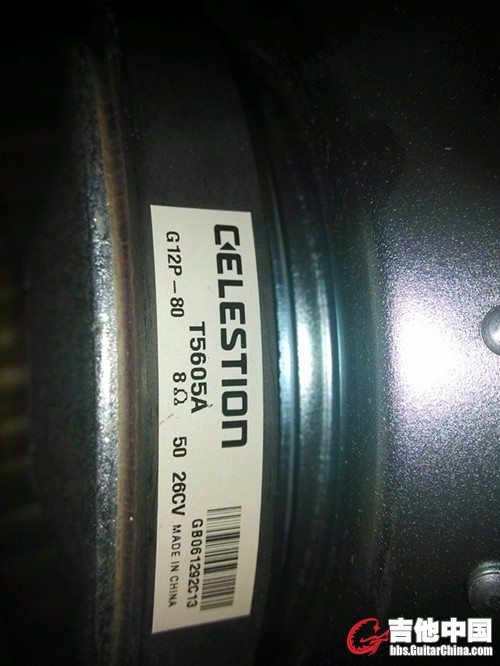 CELESTION
T5605A
G12P-80 8Ω 50 26CV
GB061292C13
MADE IN CHINA
吉他中国
bbs.GuitarChina.com